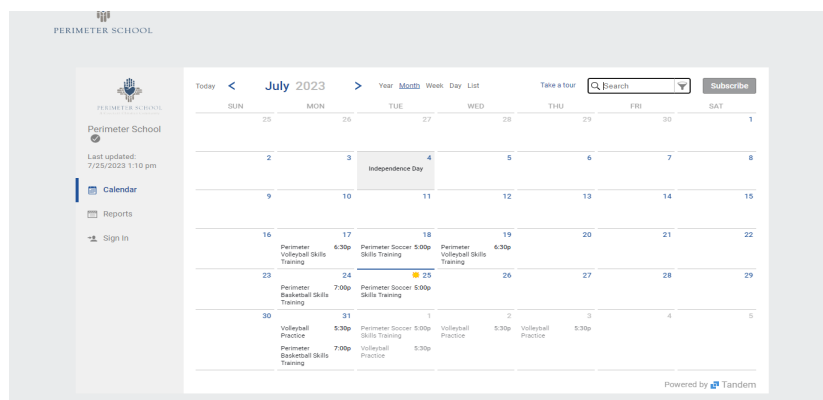 PERIMETER SCHOOL
PERIMETER SCHOOL
Perimeter School
Last updated:
7/25/2023 1:10 pm
Calendar
Reports
Sign In
Today < July 2023 > Year Month Week Day List Take a tour Search Subscribe
SUN MON TUE WED THU FRI SAT
25 26 27 28 29 30 1
2 3 4 5 6 7 8
Independence Day
9 10 11 12 13 14 15
16 17 18 19 20 21 22
Perimeter 6:30p Perimeter Soccer 5:00p Perimeter 6:30p
Volleyball Skills Skills Training Volleyball Skills
Training Training
23 24 25 26 27 28 29
Perimeter 7:00p Perimeter Soccer 5:00p
Basketball Skills Skills Training
Training
30 31 1 2 3 4 5
Volleyball 5:30p Perimeter Soccer 5:00p Volleyball 5:30p Volleyball 5:30p
Practice Skills Training Practice Practice
Perimeter 7:00p Volleyball 5:30p
Basketball Skills Practice
Training
Powered by Tandem